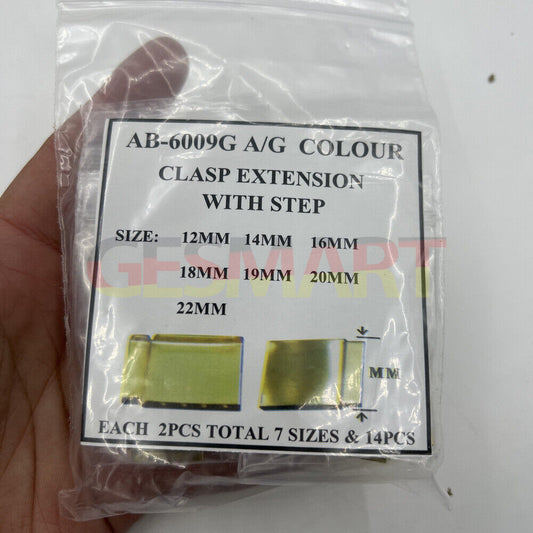 AB-6009G A/G COLOUR
CLASP EXTENSION
WITH STEP
SIZE: 12MM 14MM 16MM
18MM 19MM 20MM
22MM
GESMART
MM
EACH 2PCS TOTAL 7 SIZES & 14PCS